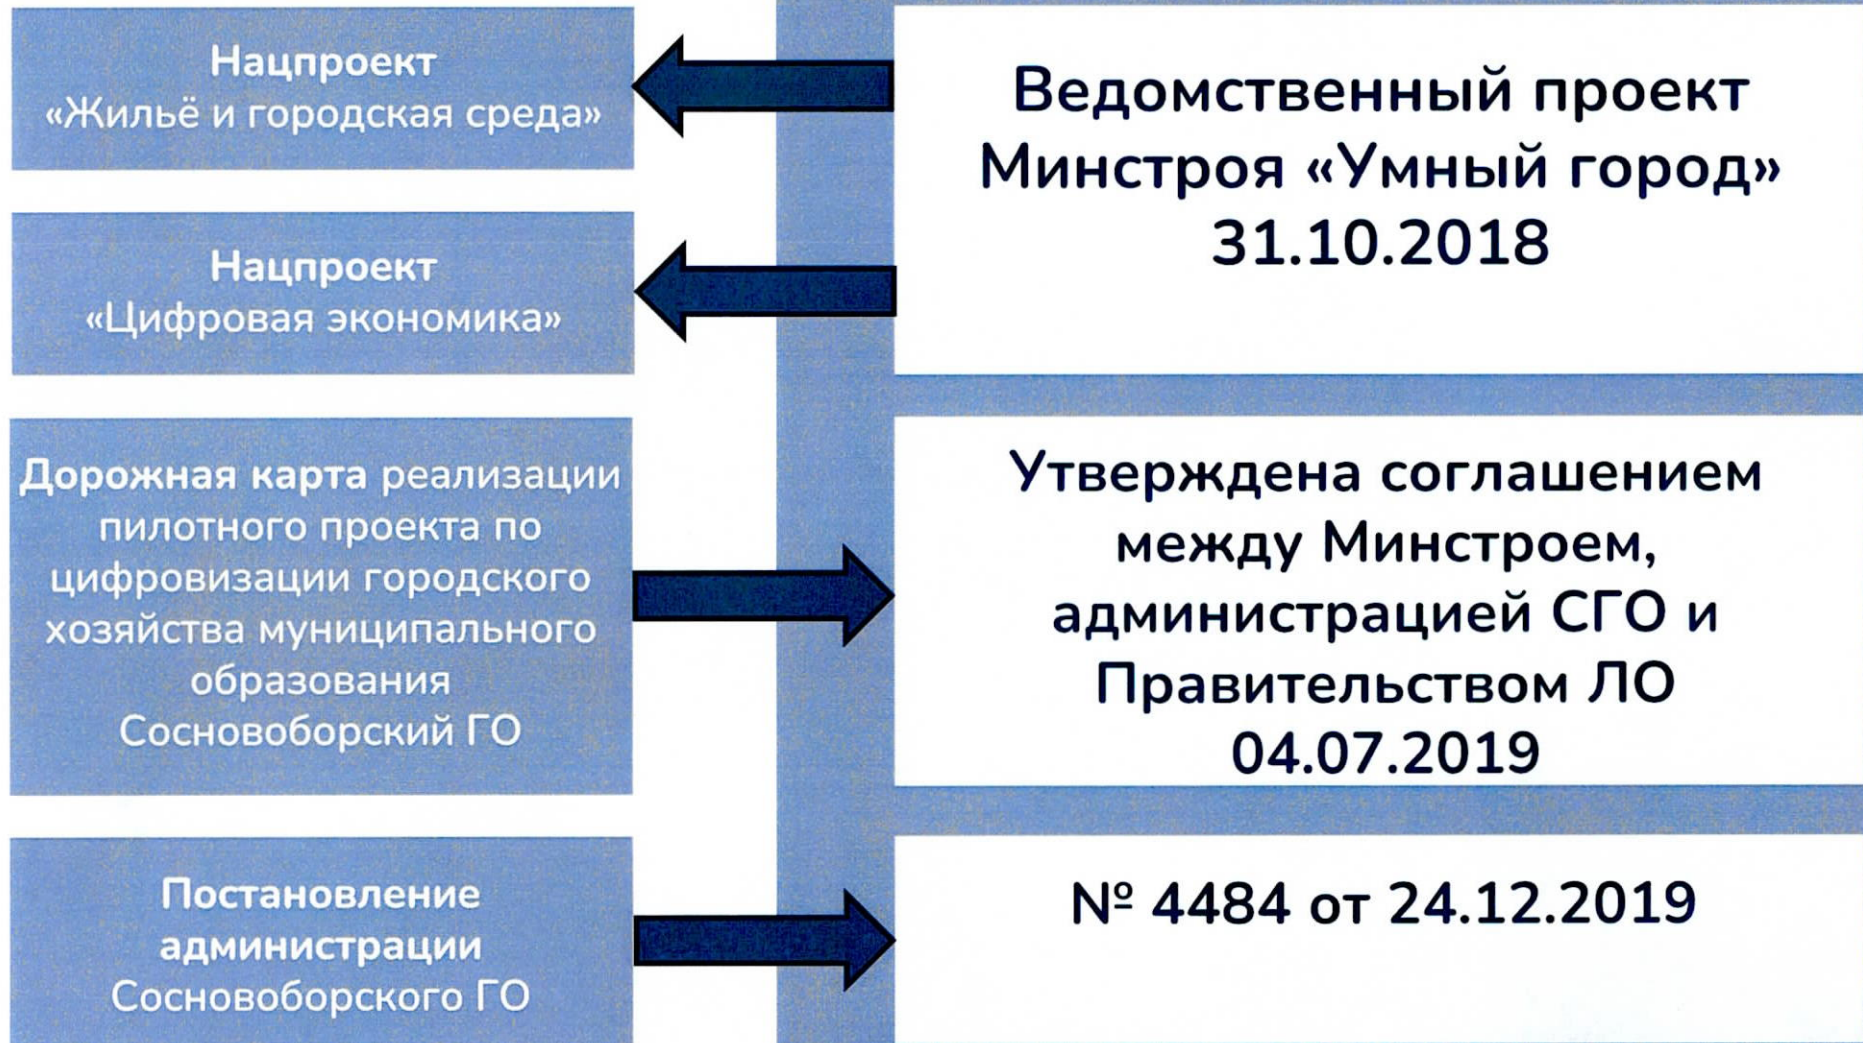 Нацпроект
«Жильё и городская среда»
Ведомственный проект
Минстроя «Умный город»
31.10.2018
Нацпроект
«Цифровая экономика»
Дорожная карта реализации
пилотного проекта по
цифровизации городского
хозяйства муниципального
образования
Сосновоборский ГО
Утверждена соглашением
между Минстроем,
администрацией СГО и
Правительством ЛО
04.07.2019
Постановление
администрации
Сосновоборского ГО
№ 4484 от 24.12.2019